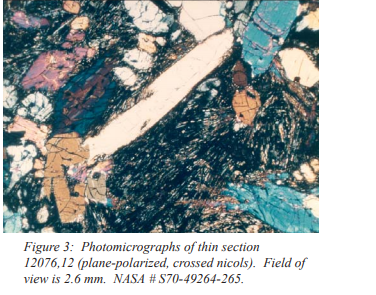 Figure 3: Photomicrographs of thin section
12076,12 (plane-polarized, crossed nicols). Field of
view is 2.6 mm. NASA # S70-49264-265.